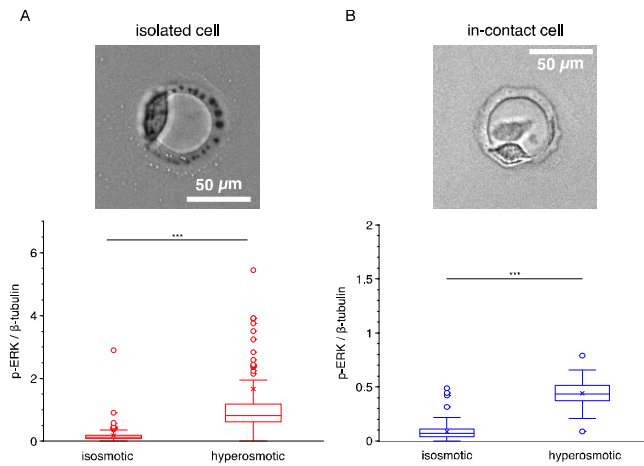 A
isolated cell
50 µm
p-ERK / β-tubulin
6
4
2
0
***
isosmotic
hyperosmotic
B
in-contact cell
50 µm
p-ERK / β-tubulin
2
1.5
1
0.5
0
***
isosmotic
hyperosmotic